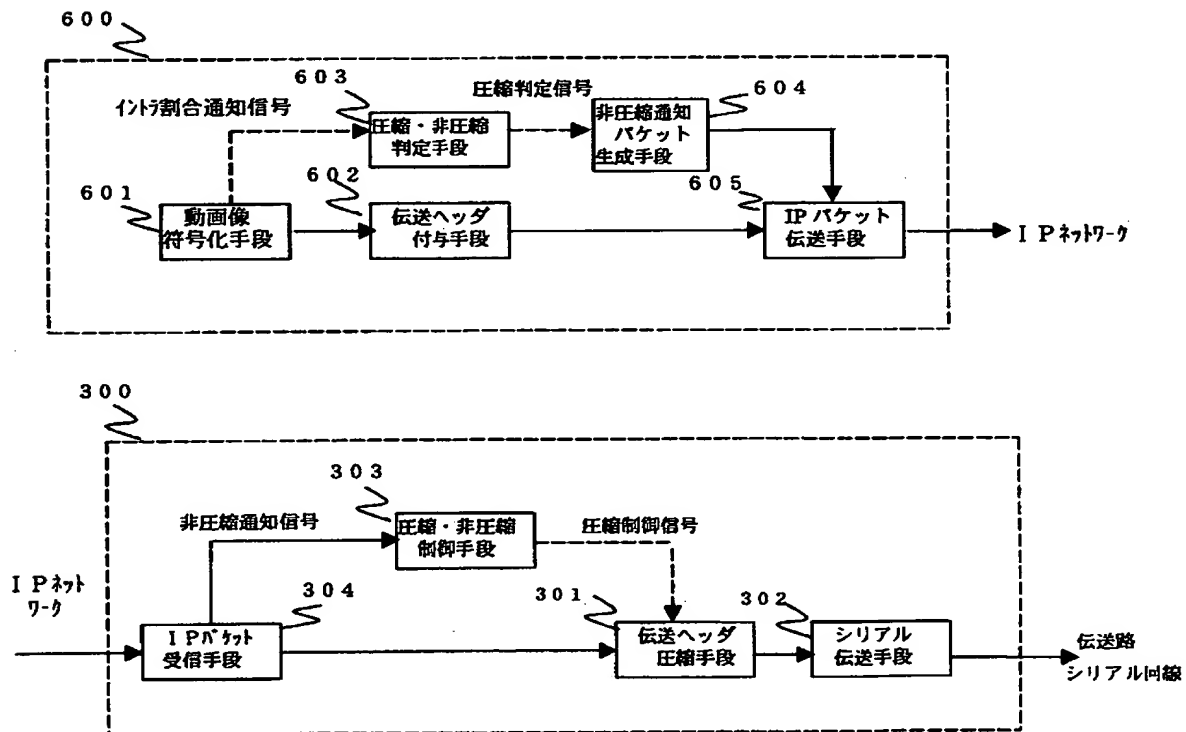 ６００
イントラ割合通知信号
６０３
圧縮・非圧縮
判定手段
圧縮判定信号
６０４
非圧縮通知
パケット
生成手段
６０１
動画像
符号化手段
６０２
伝送ヘッダ
付与手段
６０５
IPパケット
伝送手段
ＩＰネットワーク
３００
３０３
非圧縮通知信号
圧縮・非圧縮
制御手段
圧縮制御信号
ＩＰネット
ワーク
３０４
ＩＰパケット
受信手段
３０１
伝送ヘッダ
圧縮手段
３０２
シリアル
伝送手段
伝送路
シリアル回線